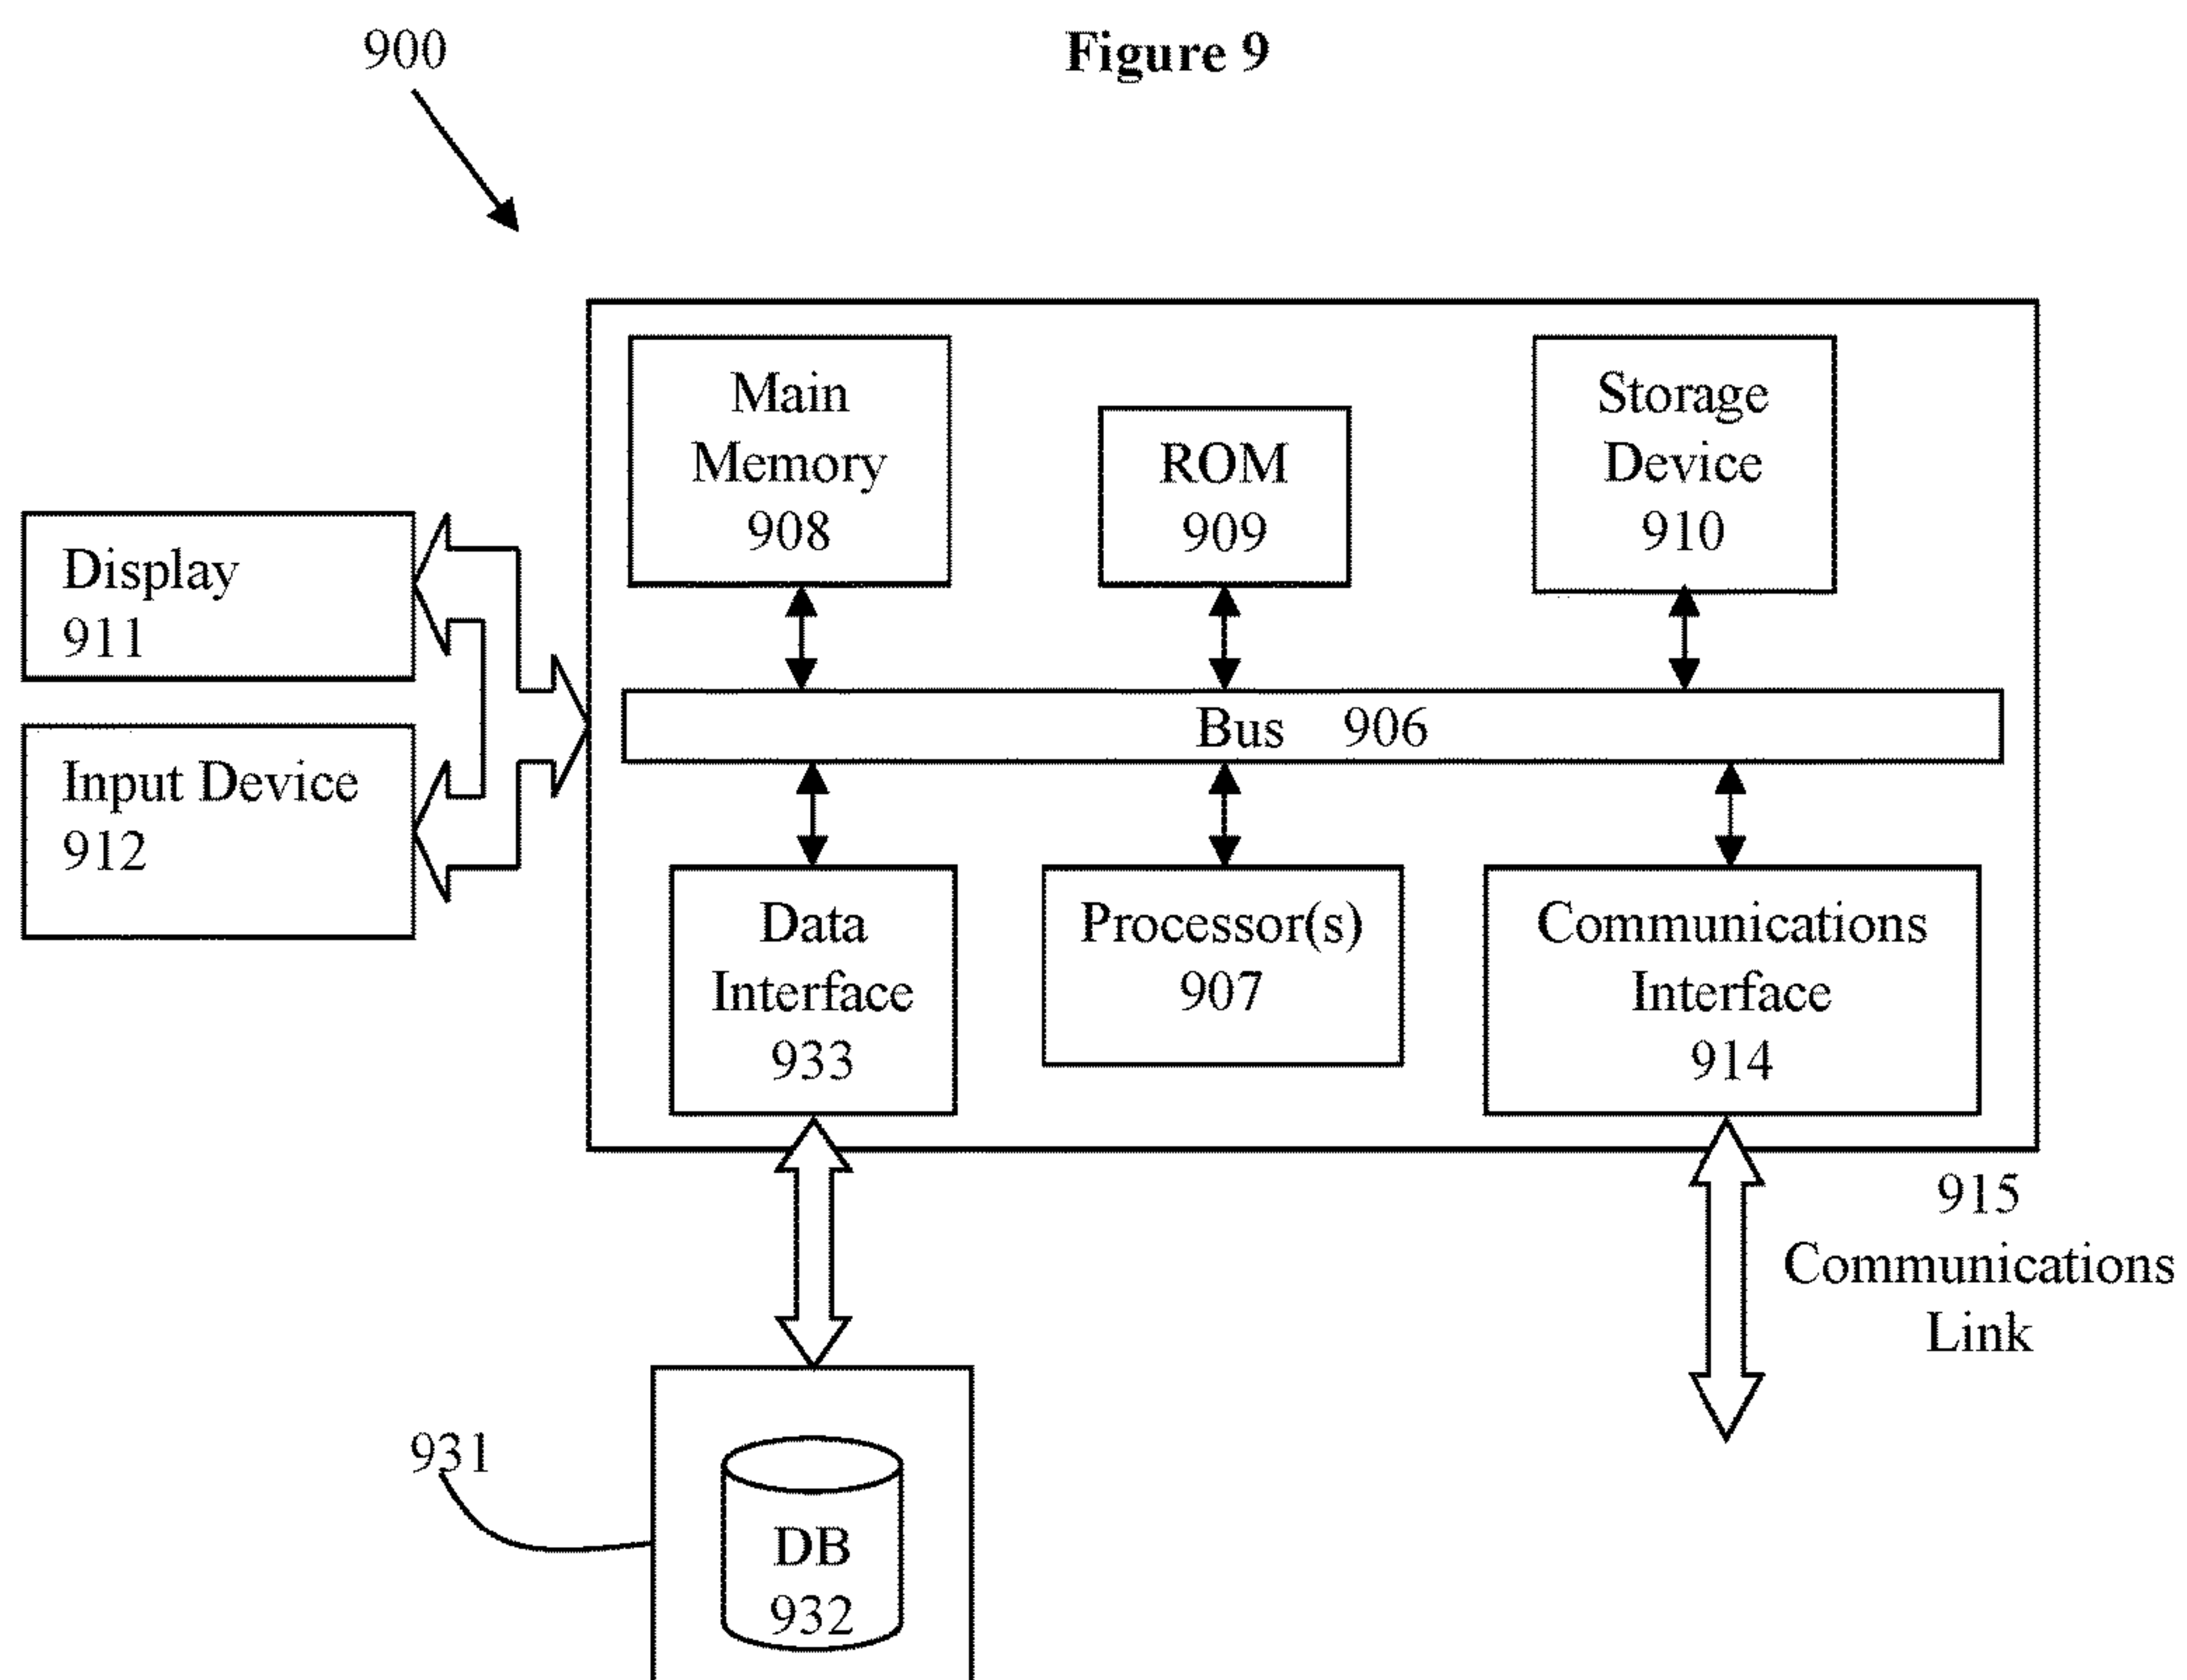 900
Figure 9
Main
Memory
908
ROM
909
Storage
Device
910
Display
911
Bus 906
Input Device
912
Data
Interface
933
Processor(s)
907
Communications
Interface
914
915
Communications
Link
931
DB
932